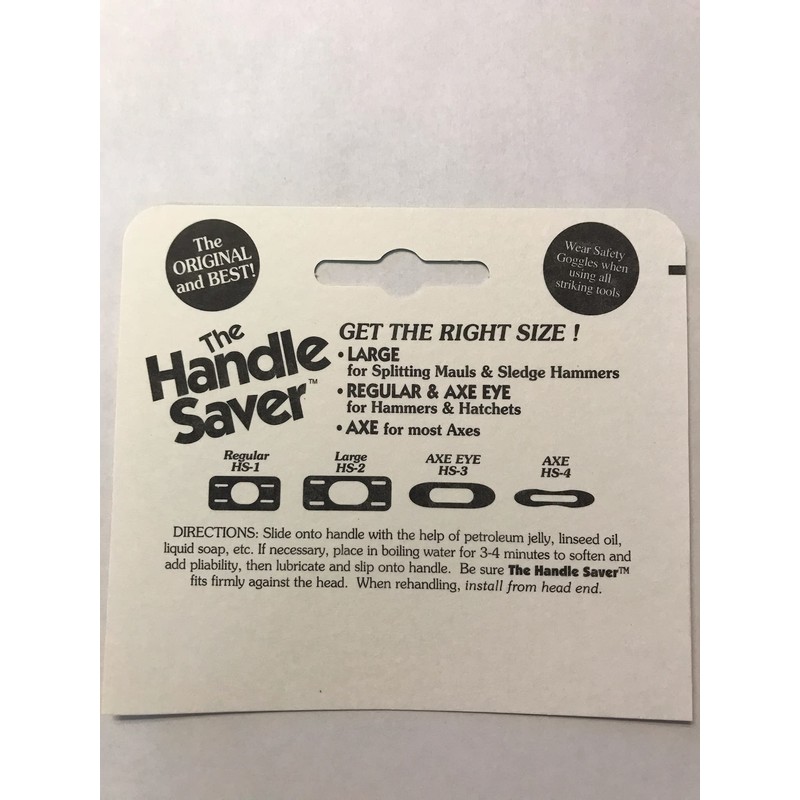 The
ORIGINAL
and BEST!
Wear Safety
Goggles when
using all
striking tools
The
Handle
Saver™
GET THE RIGHT SIZE !
• LARGE
for Splitting Mauls & Sledge Hammers
• REGULAR & AXE EYE
for Hammers & Hatchets
• AXE for most Axes
Regular
HS-1
Large
HS-2
AXE EYE
HS-3
AXE
HS-4
DIRECTIONS: Slide onto handle with the help of petroleum jelly, linseed oil,
liquid soap, etc. If necessary, place in boiling water for 3-4 minutes to soften and
add pliability, then lubricate and slip onto handle. Be sure The Handle Saver™
fits firmly against the head. When rehandling, install from head end.